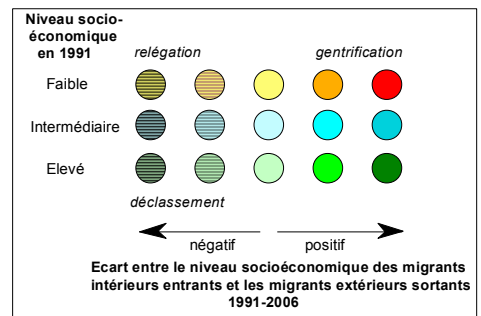 Niveau socio-
économique
en 1991
relégation gentrification
Faible
Intermédiaire
Elevé
déclassement
négatif positif
Ecart entre le niveau socioéconomique des migrants
intérieurs entrants et les migrants extérieurs sortants
1991-2006